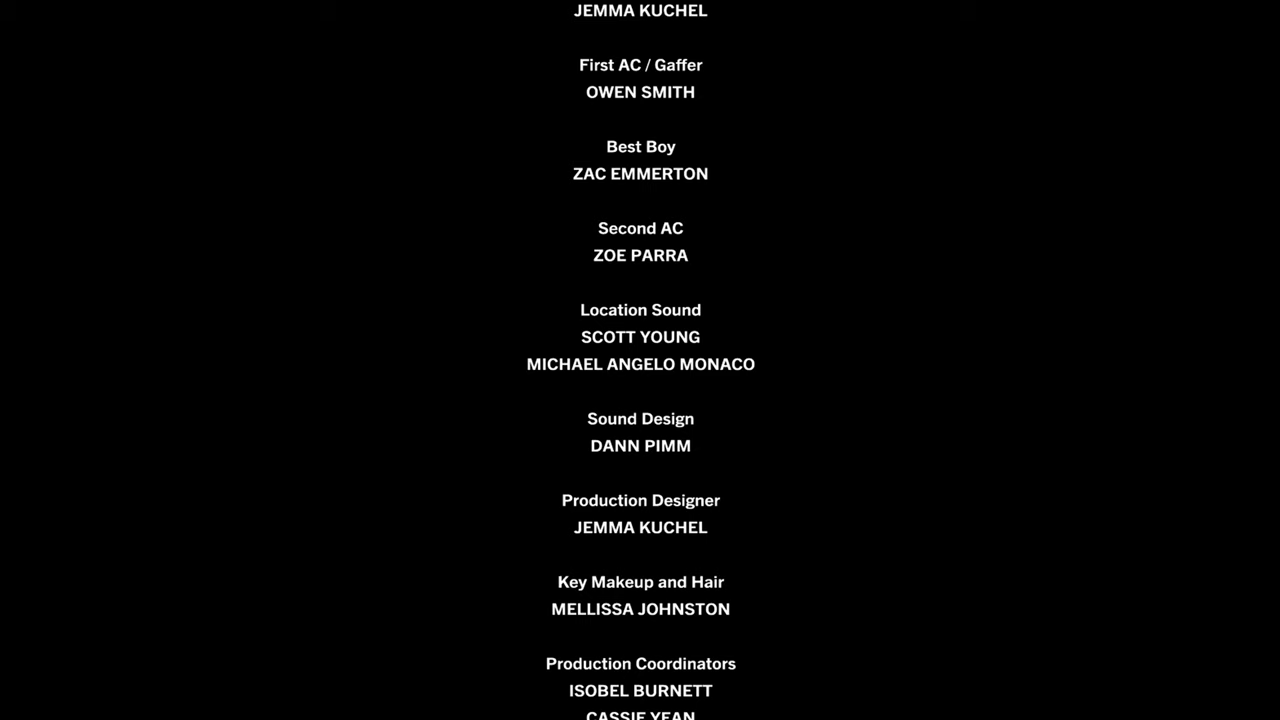 JEMMA KUCHEL
First AC / Gaffer
OWEN SMITH
Best Boy
ZAC EMMERTON
Second AC
ZOE PARRA
Location Sound
SCOTT YOUNG
MICHAEL ANGELO MONACO
Sound Design
DANN PIMM
Production Designer
JEMMA KUCHEL
Key Makeup and Hair
MELLISSA JOHNSTON
Production Coordinators
ISOBEL BURNETT
CASSIE YEAN